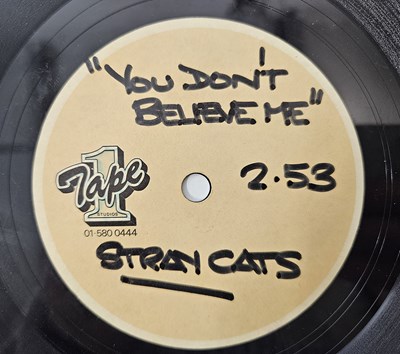 "YOU DON'T
BELIEVE ME"
2.53
Tape 1
STUDIOS
01-580 0444
STRAY CATS